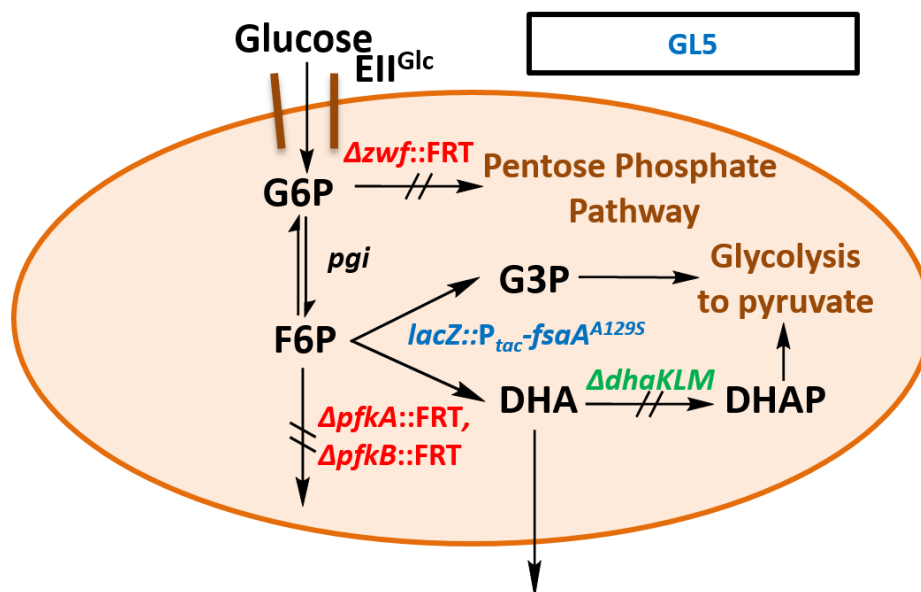 Glucose
GL5
EII^Glc
Δzwf::FRT
G6P
Pentose Phosphate
Pathway
pgi
G3P
Glycolysis
to pyruvate
F6P
lacZ::P_tac-fsaA^A129S
ΔdhaKLM
DHA
DHAP
ΔpfkA::FRT,
ΔpfkB::FRT